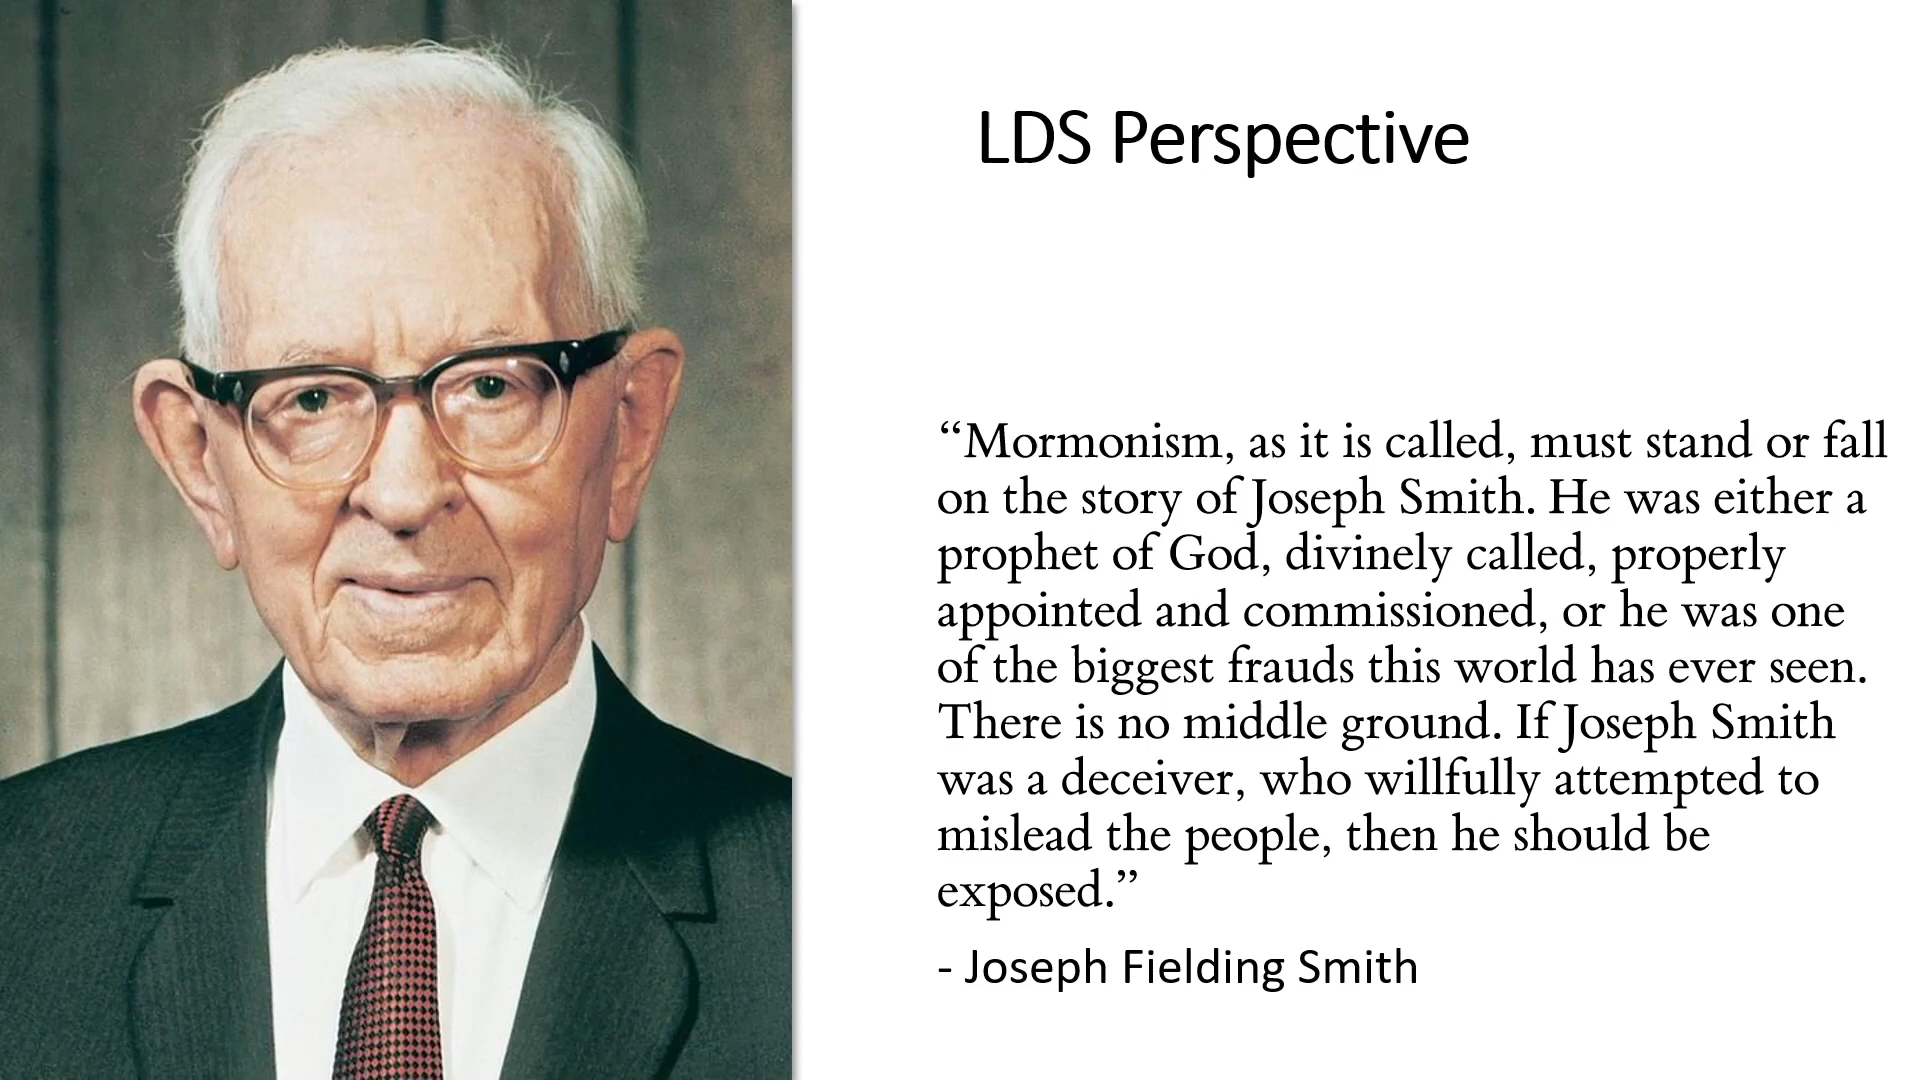 LDS Perspective
“Mormonism, as it is called, must stand or fall
on the story of Joseph Smith. He was either a
prophet of God, divinely called, properly
appointed and commissioned, or he was one
of the biggest frauds this world has ever seen.
There is no middle ground. If Joseph Smith
was a deceiver, who willfully attempted to
mislead the people, then he should be
exposed.”
- Joseph Fielding Smith